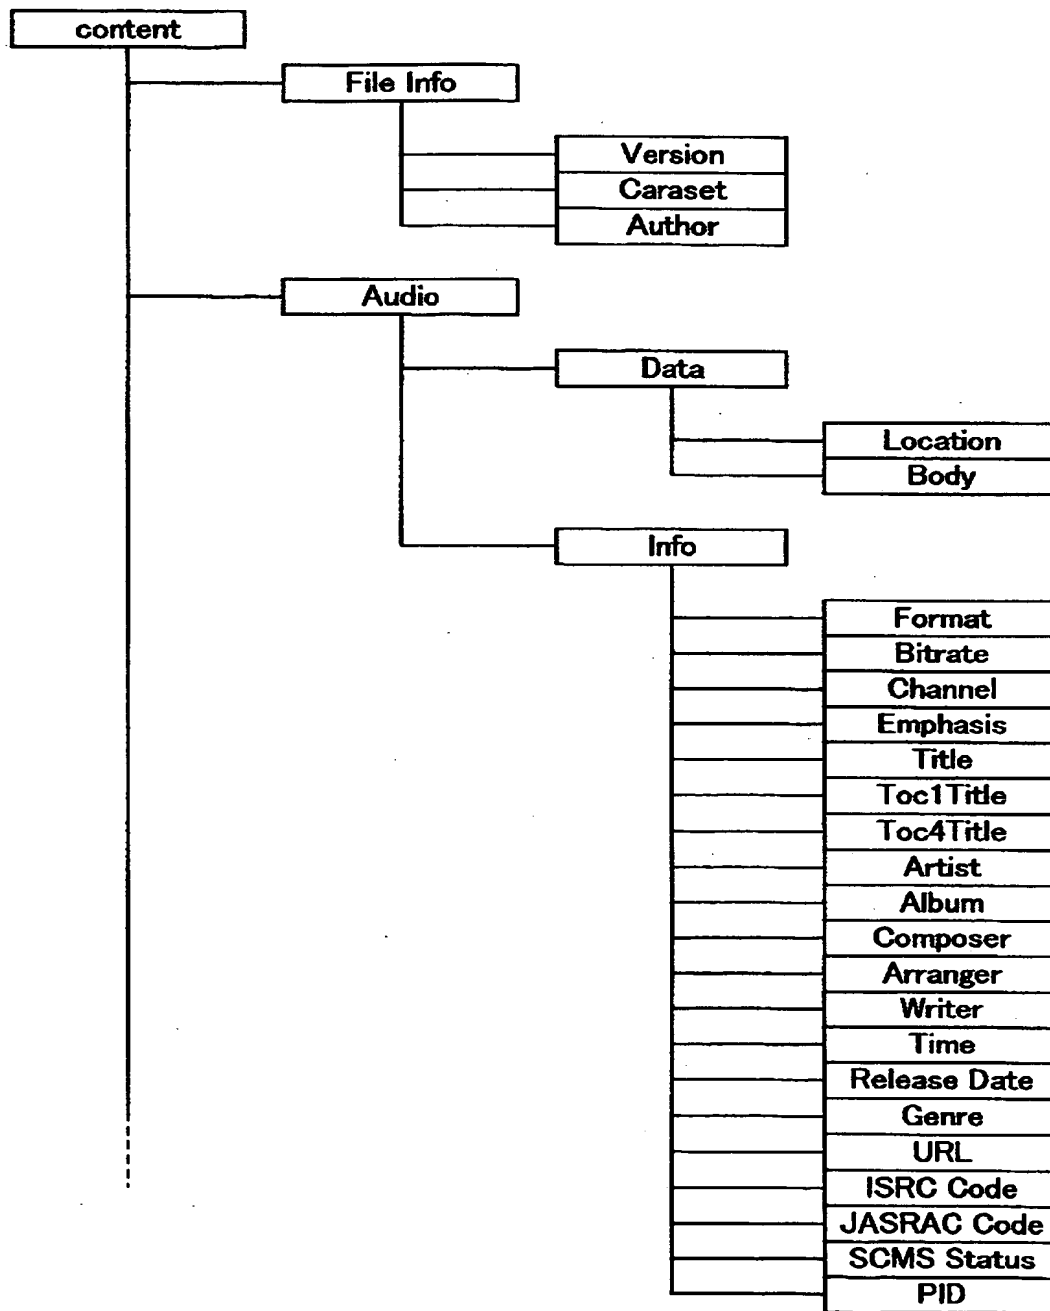 content
File Info
Version
Caraset
Author
Audio
Data
Location
Body
Info
Format
Bitrate
Channel
Emphasis
Title
Toc1Title
Toc4Title
Artist
Album
Composer
Arranger
Writer
Time
Release Date
Genre
URL
ISRC Code
JASRAC Code
SCMS Status
PID